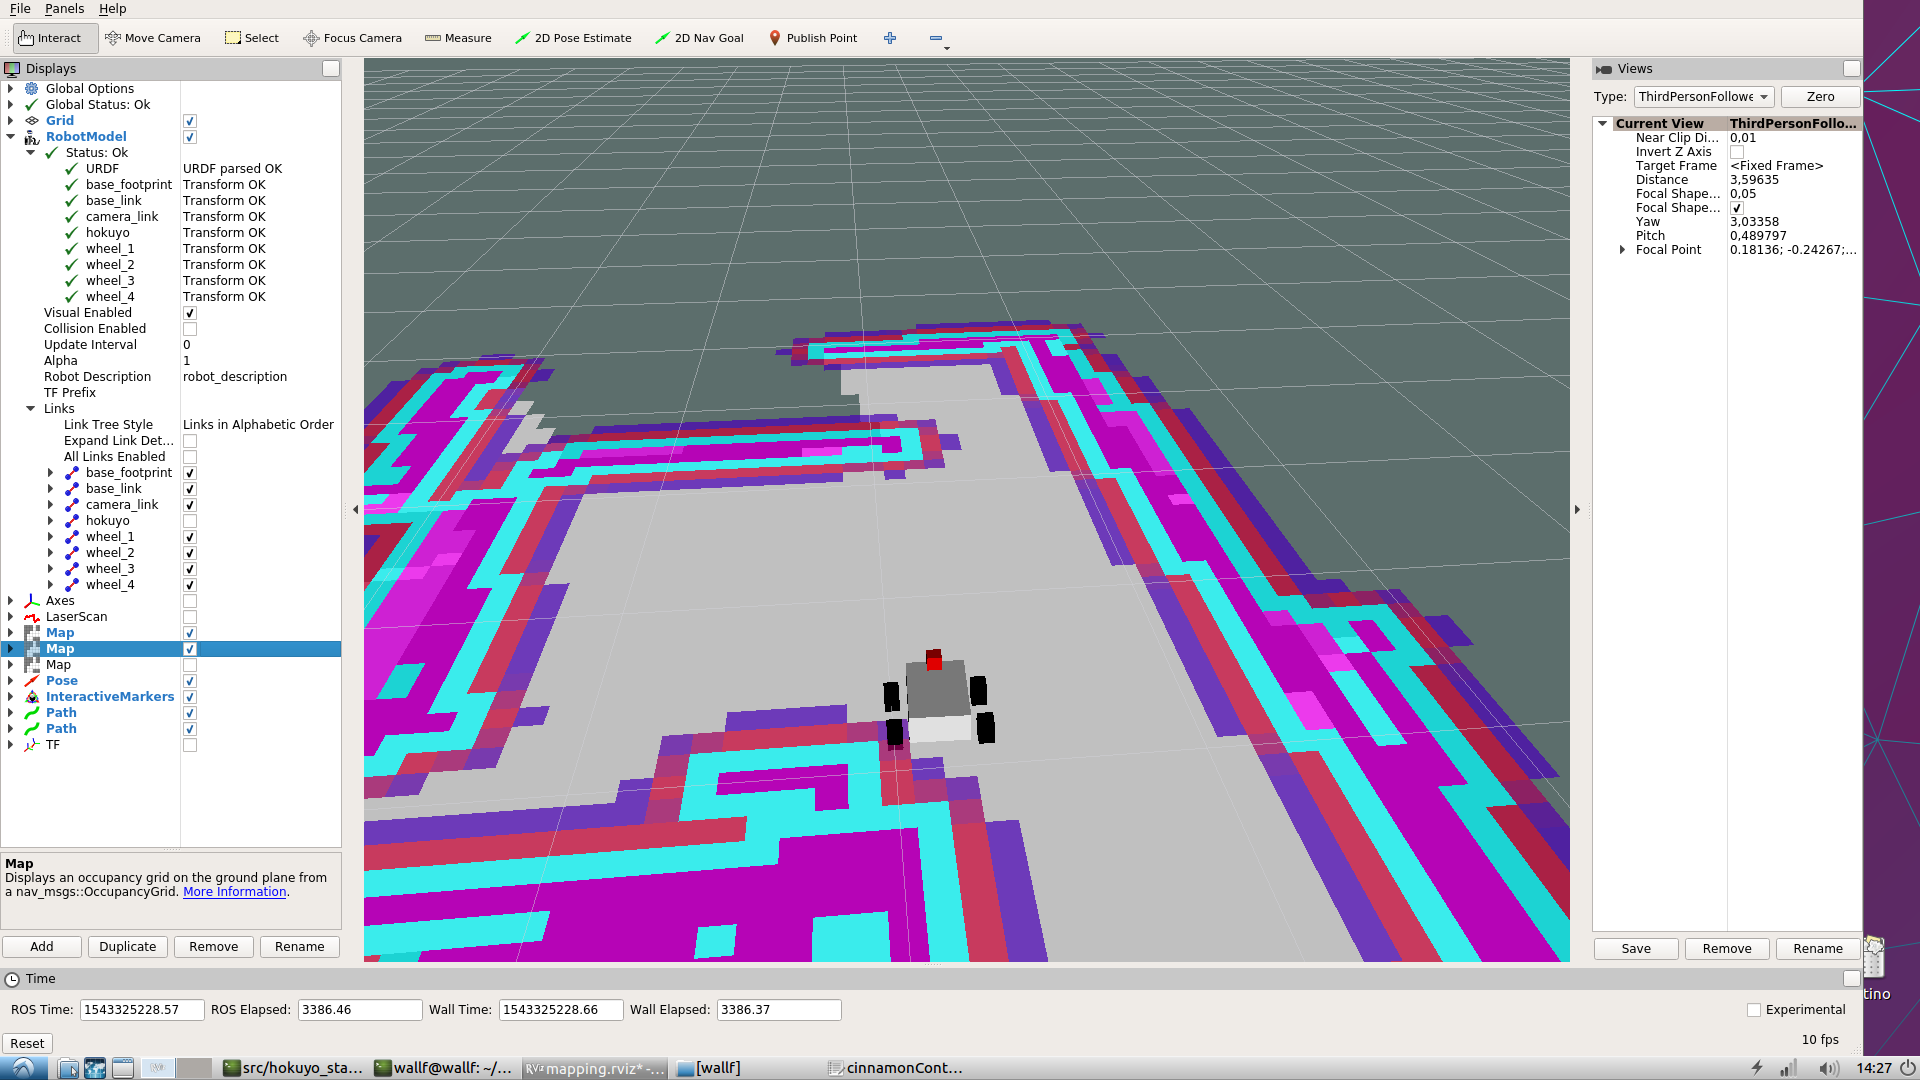 File Panels Help
Interact Move Camera Select Focus Camera Measure 2D Pose Estimate 2D Nav Goal Publish Point
Displays
Global Options
Global Status: Ok
Grid
RobotModel
Status: Ok
URDF URDF parsed OK
base_footprint Transform OK
base_link Transform OK
camera_link Transform OK
hokuyo Transform OK
wheel_1 Transform OK
wheel_2 Transform OK
wheel_3 Transform OK
wheel_4 Transform OK
Visual Enabled
Collision Enabled
Update Interval 0
Alpha 1
Robot Description robot_description
TF Prefix
Links
Link Tree Style Links in Alphabetic Order
Expand Link Det...
All Links Enabled
base_footprint
base_link
camera_link
hokuyo
wheel_1
wheel_2
wheel_3
wheel_4
Axes
LaserScan
Map
Map
Map
Pose
InteractiveMarkers
Path
Path
TF
Map
Displays an occupancy grid on the ground plane from
a nav_msgs::OccupancyGrid. More Information.
Add Duplicate Remove Rename
Views
Type: ThirdPersonFollowe Zero
Current View ThirdPersonFollo...
Near Clip Di... 0,01
Invert Z Axis
Target Frame <Fixed Frame>
Distance 3,59635
Focal Shape... 0,05
Focal Shape...
Yaw 3,03358
Pitch 0,489797
Focal Point 0.18136; -0.24267;...
Save Remove Rename
tino
Time
ROS Time: 1543325228.57 ROS Elapsed: 3386.46 Wall Time: 1543325228.66 Wall Elapsed: 3386.37 Experimental
Reset 10 fps
src/hokuyo_sta... wallf@wallf: ~/... mapping.rviz* -... [wallf] cinnamonCont... 14:27